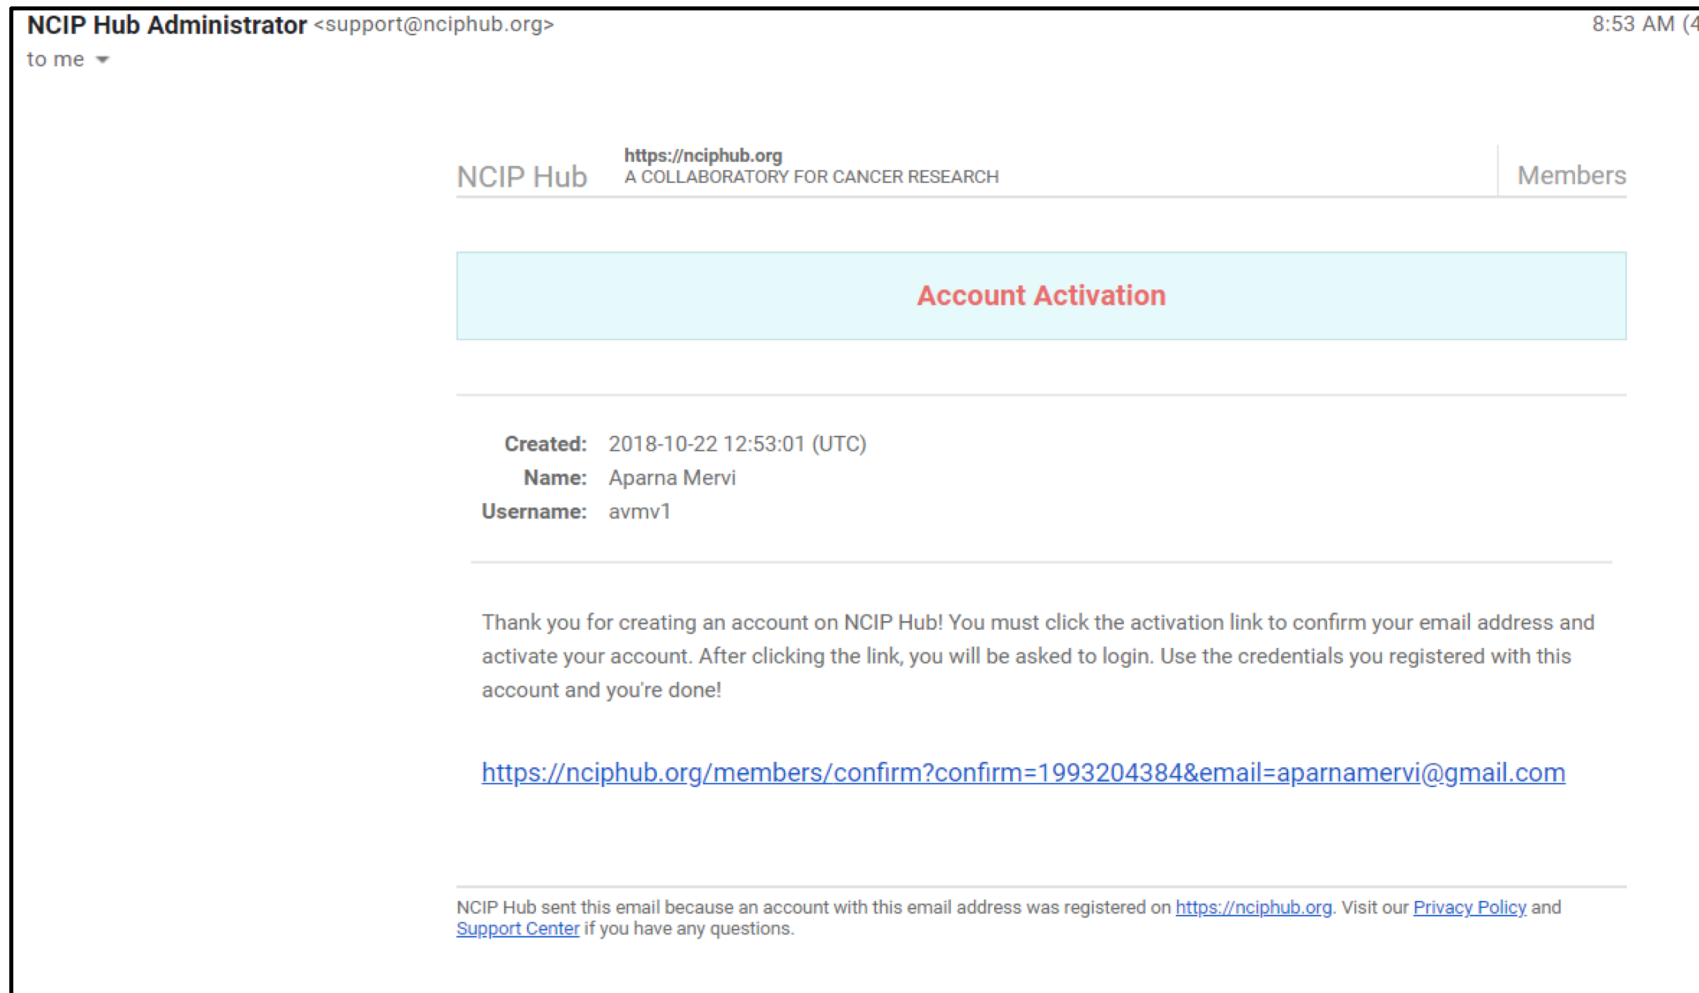 NCIP Hub Administrator <support@nciphub.org>
8:53 AM (4
to me
NCIP Hub
https://nciphub.org
A COLLABORATORY FOR CANCER RESEARCH
Members
Account Activation
Created: 2018-10-22 12:53:01 (UTC)
Name: Aparna Mervi
Username: avmv1
Thank you for creating an account on NCIP Hub! You must click the activation link to confirm your email address and
activate your account. After clicking the link, you will be asked to login. Use the credentials you registered with this
account and you're done!
https://nciphub.org/members/confirm?confirm=1993204384&email=aparnamervi@gmail.com
NCIP Hub sent this email because an account with this email address was registered on https://nciphub.org. Visit our Privacy Policy and
Support Center if you have any questions.